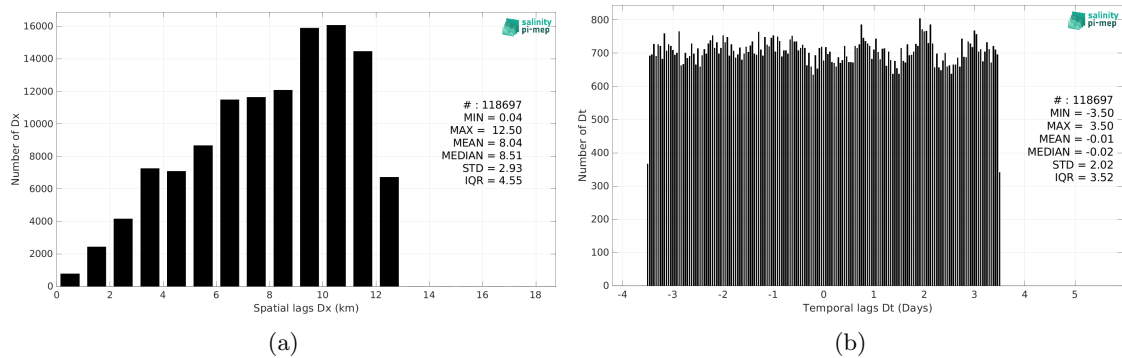 16000
14000
12000
10000
8000
6000
4000
2000
0
Number of Dx
0
2
4
6
8
10
12
14
16
18
Spatial lags Dx (km)
salinity
pi-mep
# : 118697
MIN = 0.04
MAX = 12.50
MEAN = 8.04
MEDIAN = 8.51
STD = 2.93
IQR = 4.55
(a)
800
700
600
500
400
300
200
100
0
Number of Dt
-4
-3
-2
-1
0
1
2
3
4
5
Temporal lags Dt (Days)
salinity
pi-mep
# : 118697
MIN = -3.50
MAX = 3.50
MEAN = -0.01
MEDIAN = -0.02
STD = 2.02
IQR = 3.52
(b)